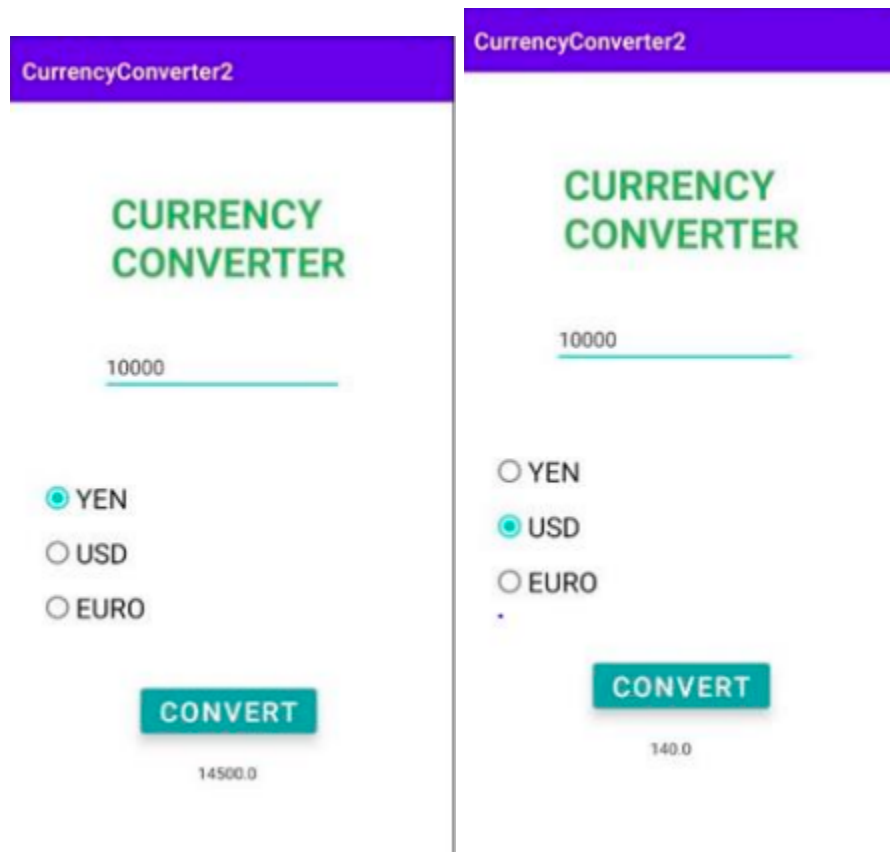 CurrencyConverter2
CURRENCY
CONVERTER
10000
YEN
USD
EURO
CONVERT
14500.0
CurrencyConverter2
CURRENCY
CONVERTER
10000
YEN
USD
EURO
CONVERT
140.0